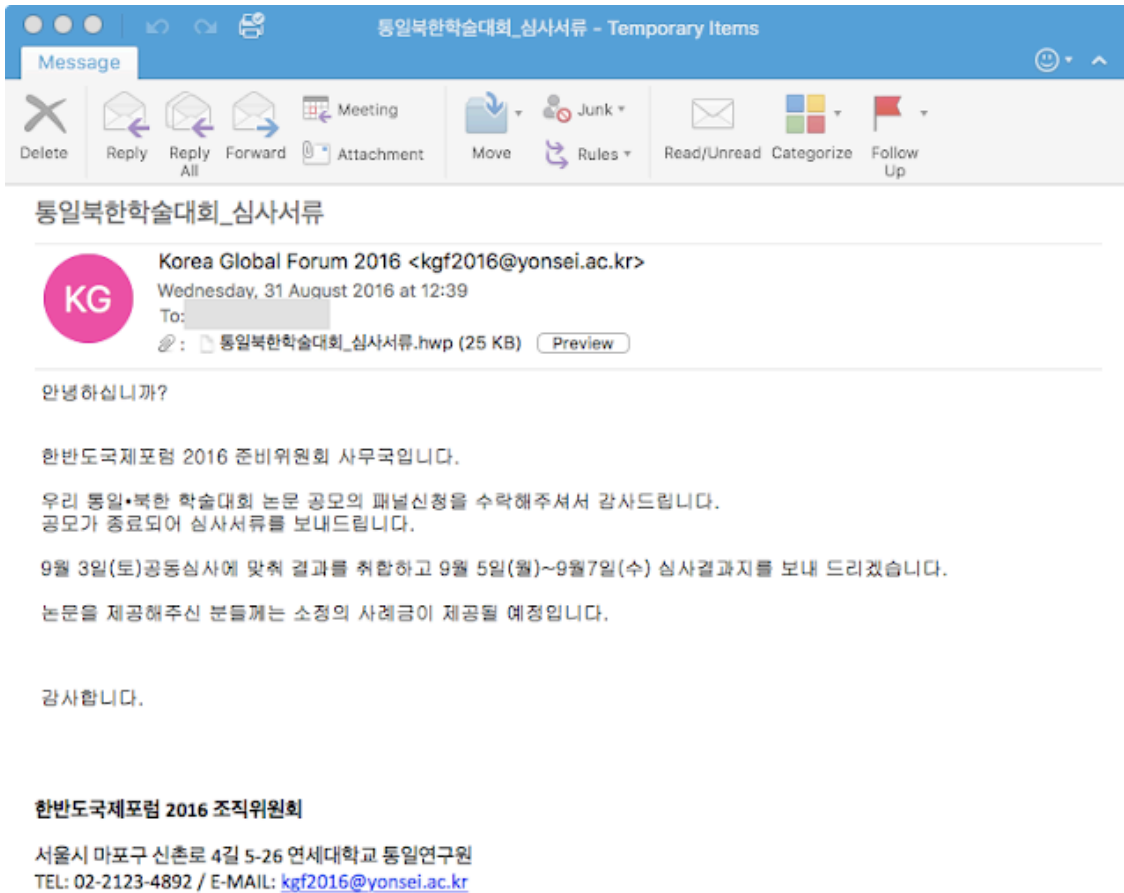 통일북한학술대회_심사서류 - Temporary Items
Message
Delete
Reply
Reply All
Forward
Meeting
Attachment
Move
Junk
Rules
Read/Unread
Categorize
Follow Up
통일북한학술대회_심사서류
KG
Korea Global Forum 2016 <kgf2016@yonsei.ac.kr>
Wednesday, 31 August 2016 at 12:39
To:
통일북한학술대회_심사서류.hwp (25 KB) Preview
안녕하십니까?
한반도국제포럼 2016 준비위원회 사무국입니다.
우리 통일•북한 학술대회 논문 공모의 패널신청을 수락해주셔서 감사드립니다.
공모가 종료되어 심사서류를 보내드립니다.
9월 3일(토)공동심사에 맞춰 결과를 취합하고 9월 5일(월)~9월7일(수) 심사결과지를 보내 드리겠습니다.
논문을 제공해주신 분들께는 소정의 사례금이 제공될 예정입니다.
감사합니다.
한반도국제포럼 2016 조직위원회
서울시 마포구 신촌로 4길 5-26 연세대학교 통일연구원
TEL: 02-2123-4892 / E-MAIL: kgf2016@yonsei.ac.kr